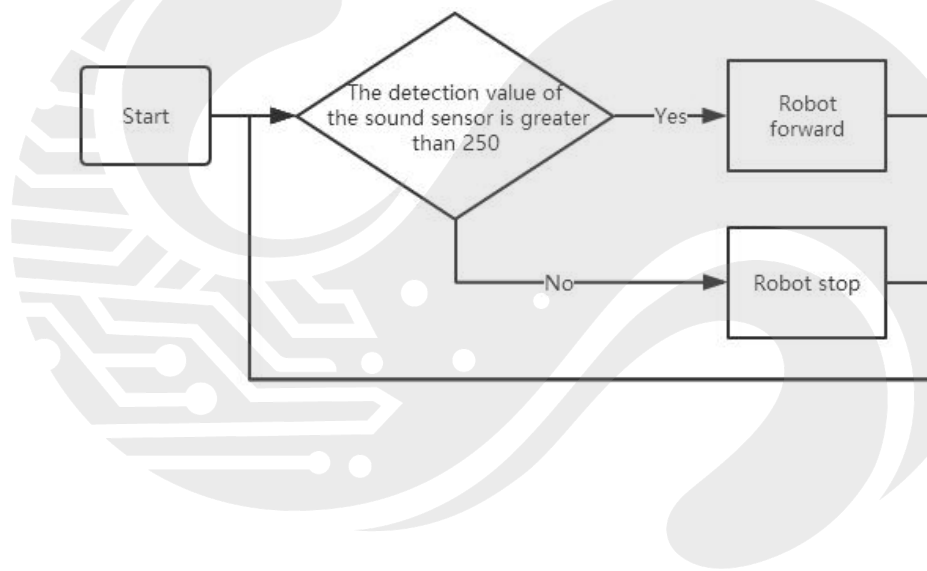 Start
The detection value of
the sound sensor is greater
than 250
Yes
Robot
forward
No
Robot stop